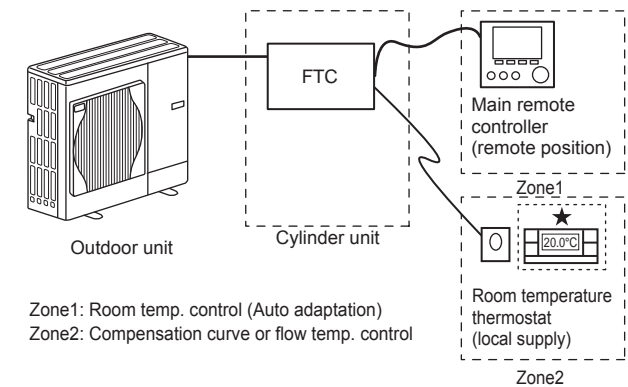 FTC
Main remote
controller
(remote position)
Zone1
Outdoor unit
Cylinder unit
20.0°C
Room temperature
thermostat
(local supply)
Zone2
Zone1: Room temp. control (Auto adaptation)
Zone2: Compensation curve or flow temp. control